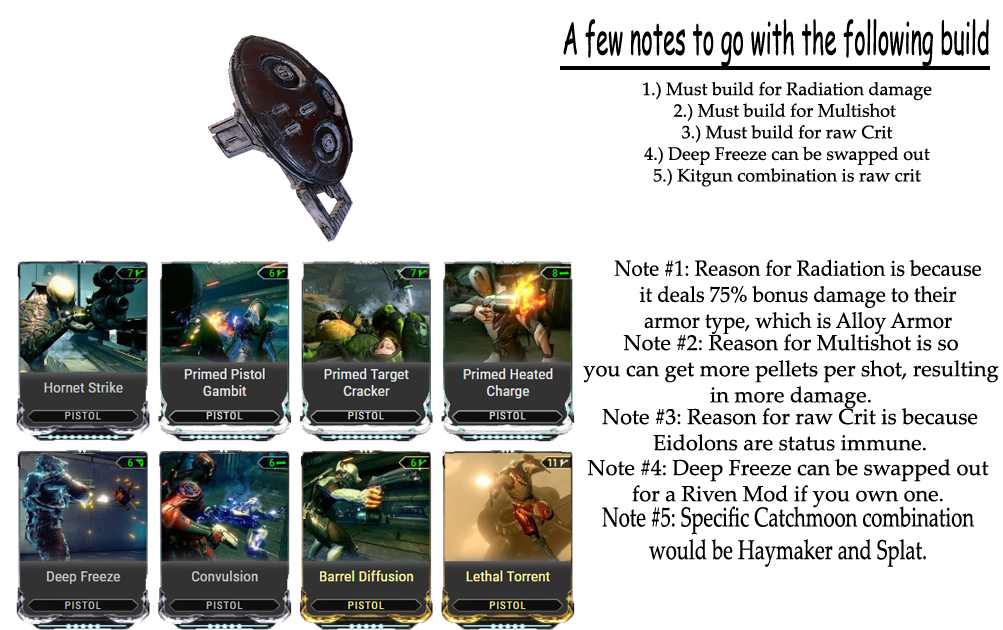 A few notes to go with the following build
1.) Must build for Radiation damage
2.) Must build for Multishot
3.) Must build for raw Crit
4.) Deep Freeze can be swapped out
5.) Kitgun combination is raw crit
7
6
7
8
Hornet Strike
Primed Pistol
Gambit
Primed Target
Cracker
Primed Heated
Charge
PISTOL
PISTOL
PISTOL
PISTOL
6
6
6
11
Deep Freeze
Convulsion
Barrel Diffusion
Lethal Torrent
PISTOL
PISTOL
PISTOL
PISTOL
Note #1: Reason for Radiation is because
it deals 75% bonus damage to their
armor type, which is Alloy Armor
Note #2: Reason for Multishot is so
you can get more pellets per shot, resulting
in more damage.
Note #3: Reason for raw Crit is because
Eidolons are status immune.
Note #4: Deep Freeze can be swapped out
for a Riven Mod if you own one.
Note #5: Specific Catchmoon combination
would be Haymaker and Splat.